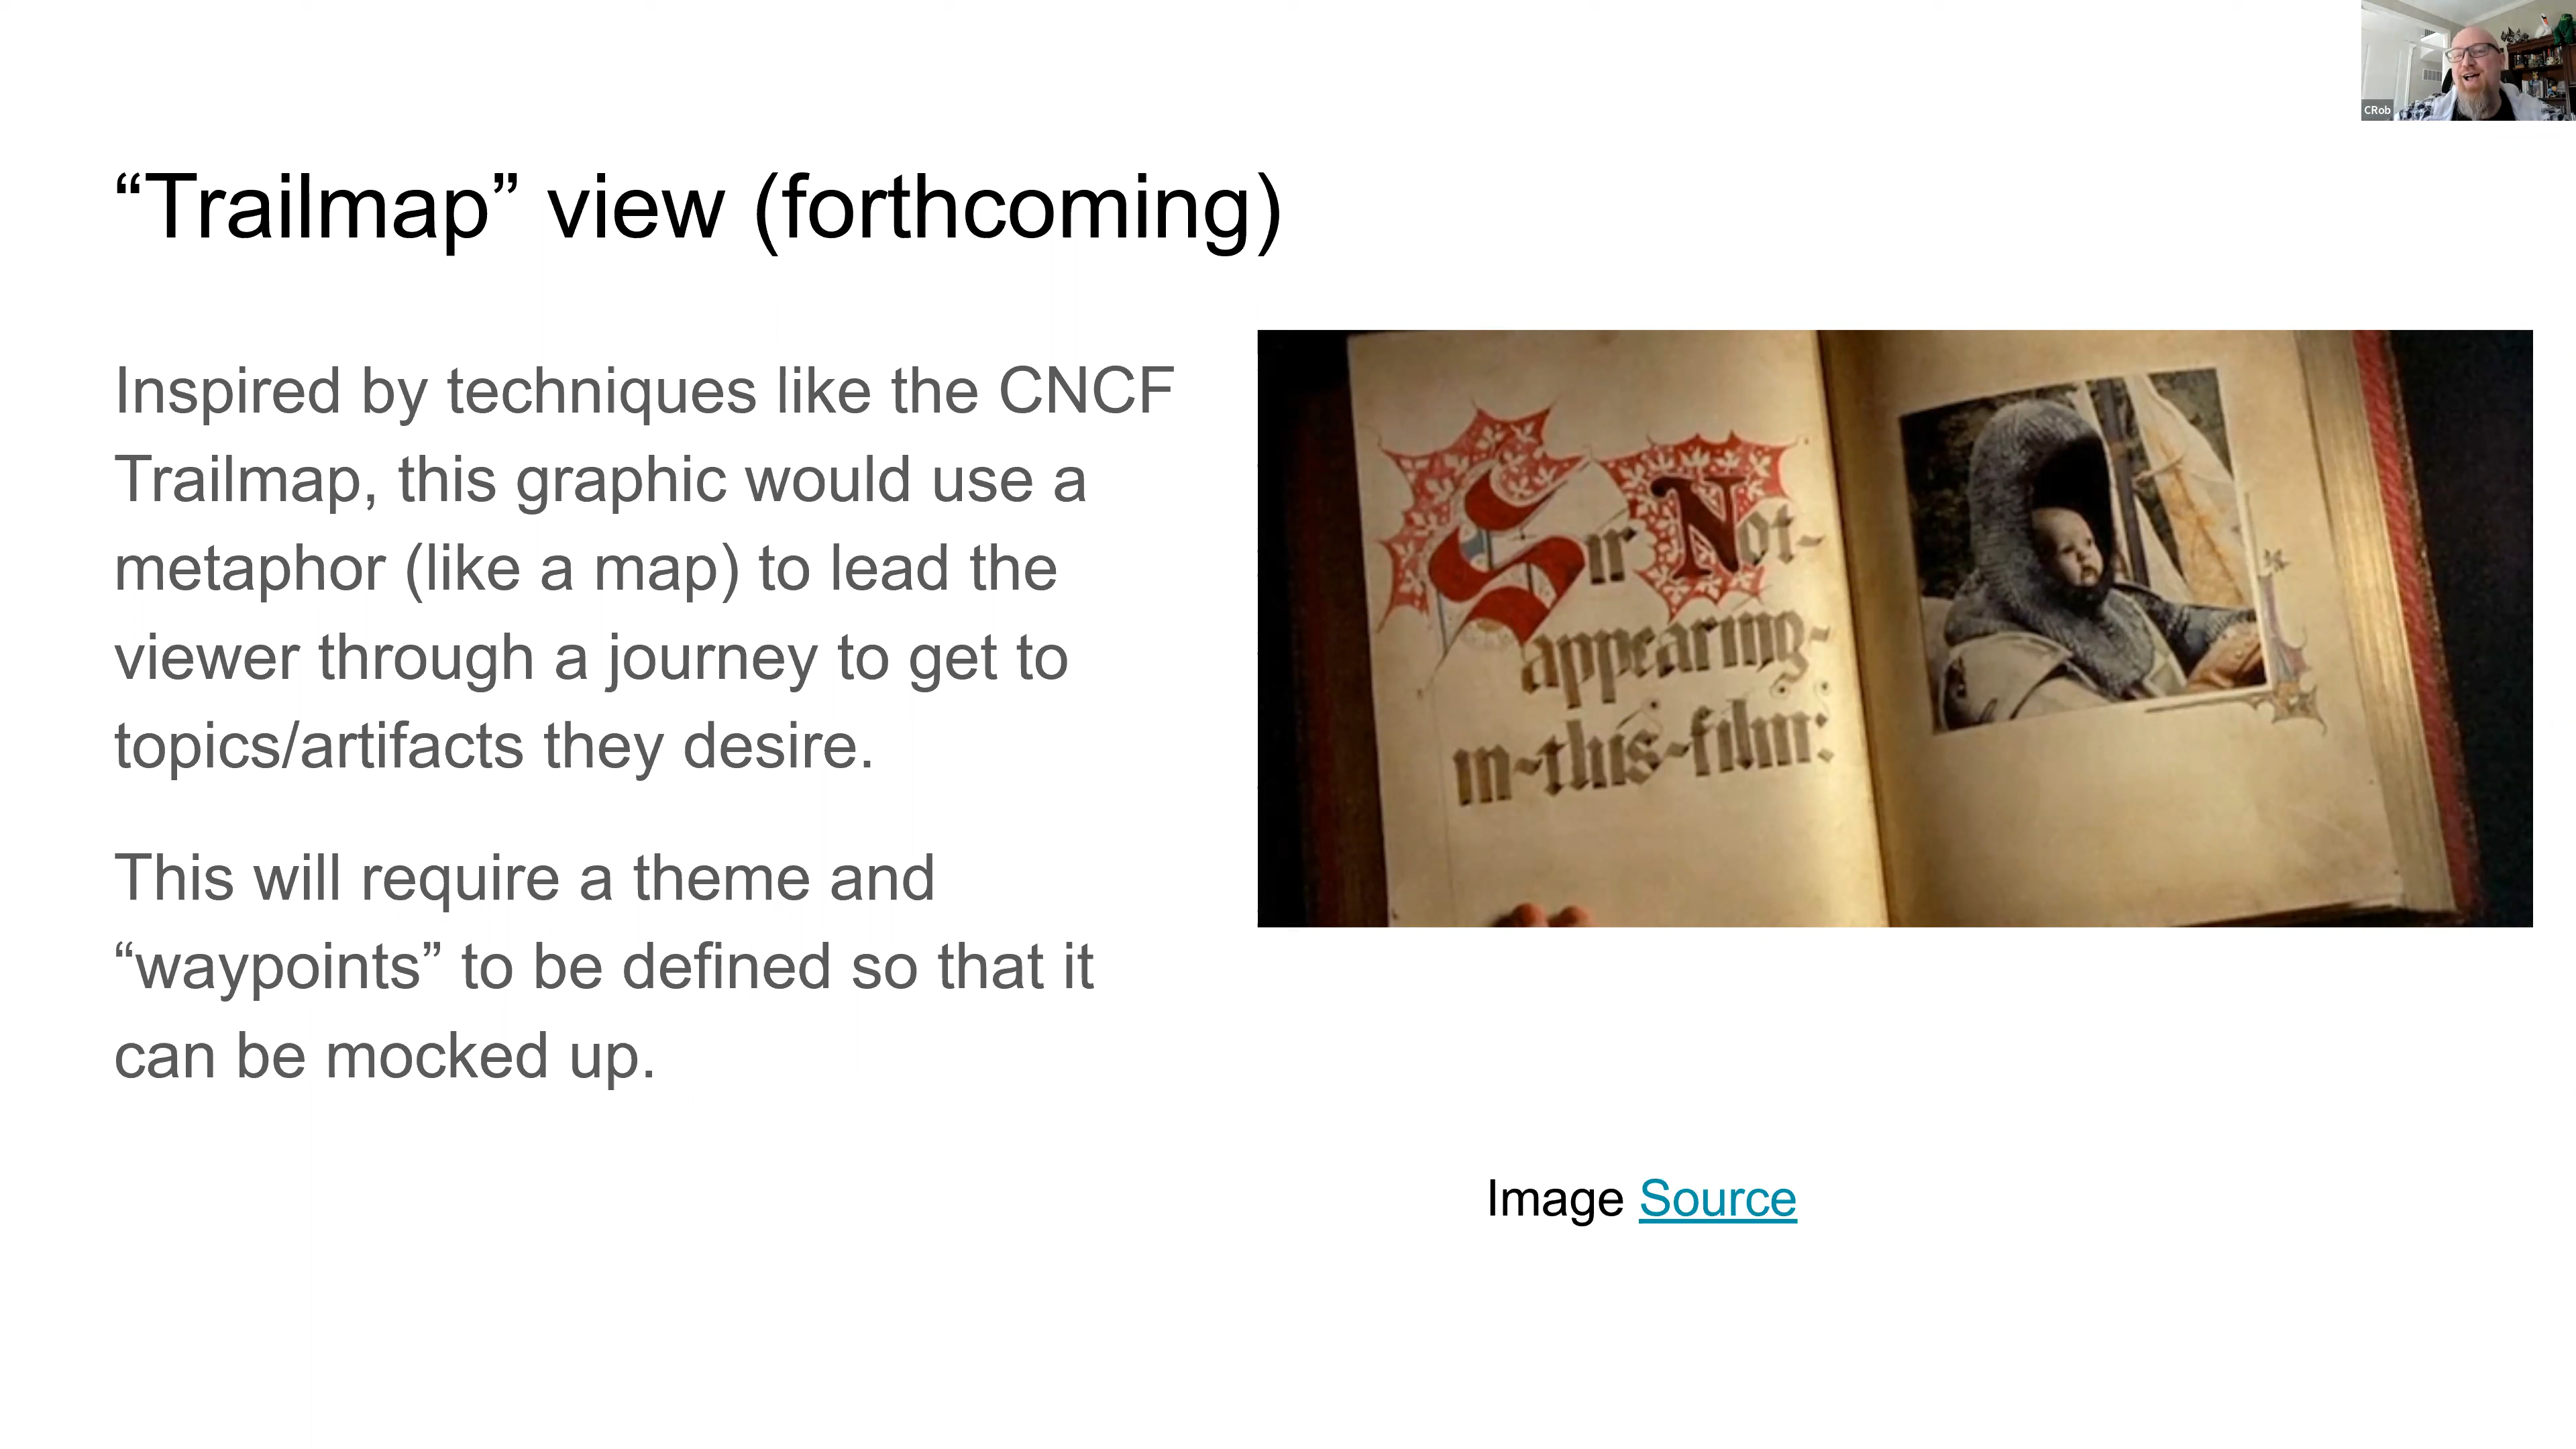 CRob
“Trailmap” view (forthcoming)
Inspired by techniques like the CNCF
Trailmap, this graphic would use a
metaphor (like a map) to lead the
viewer through a journey to get to
topics/artifacts they desire.
This will require a theme and
“waypoints” to be defined so that it
can be mocked up.
Sir Not-
appearing-
in-this-film:
Image Source